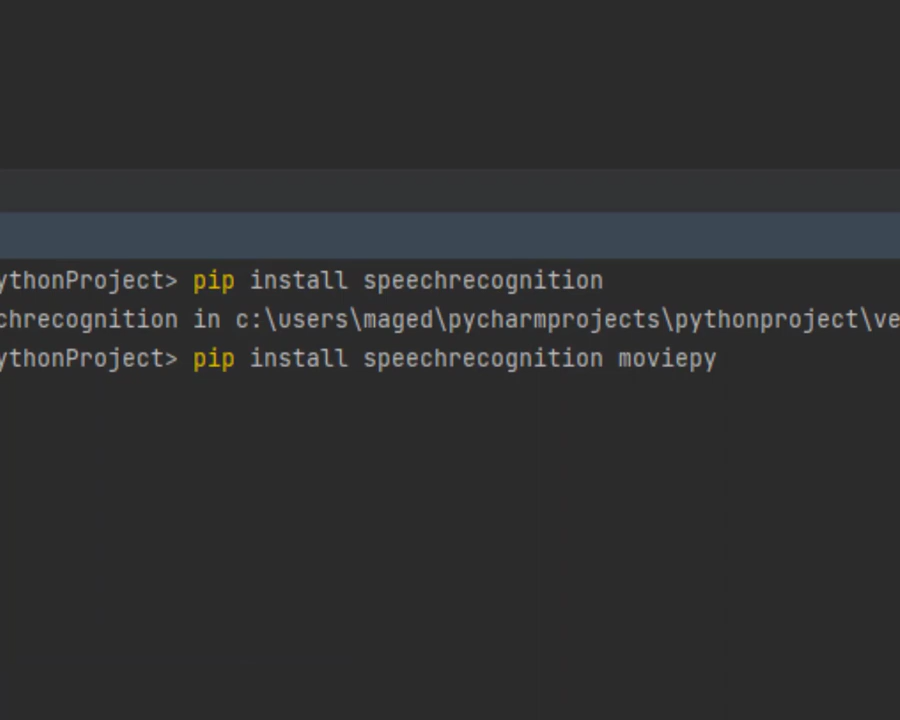 ythonProject> pip install speechrecognition
chrecognition in c:\users\maged\pycharmprojects\pythonproject\ve
ythonProject> pip install speechrecognition moviepy